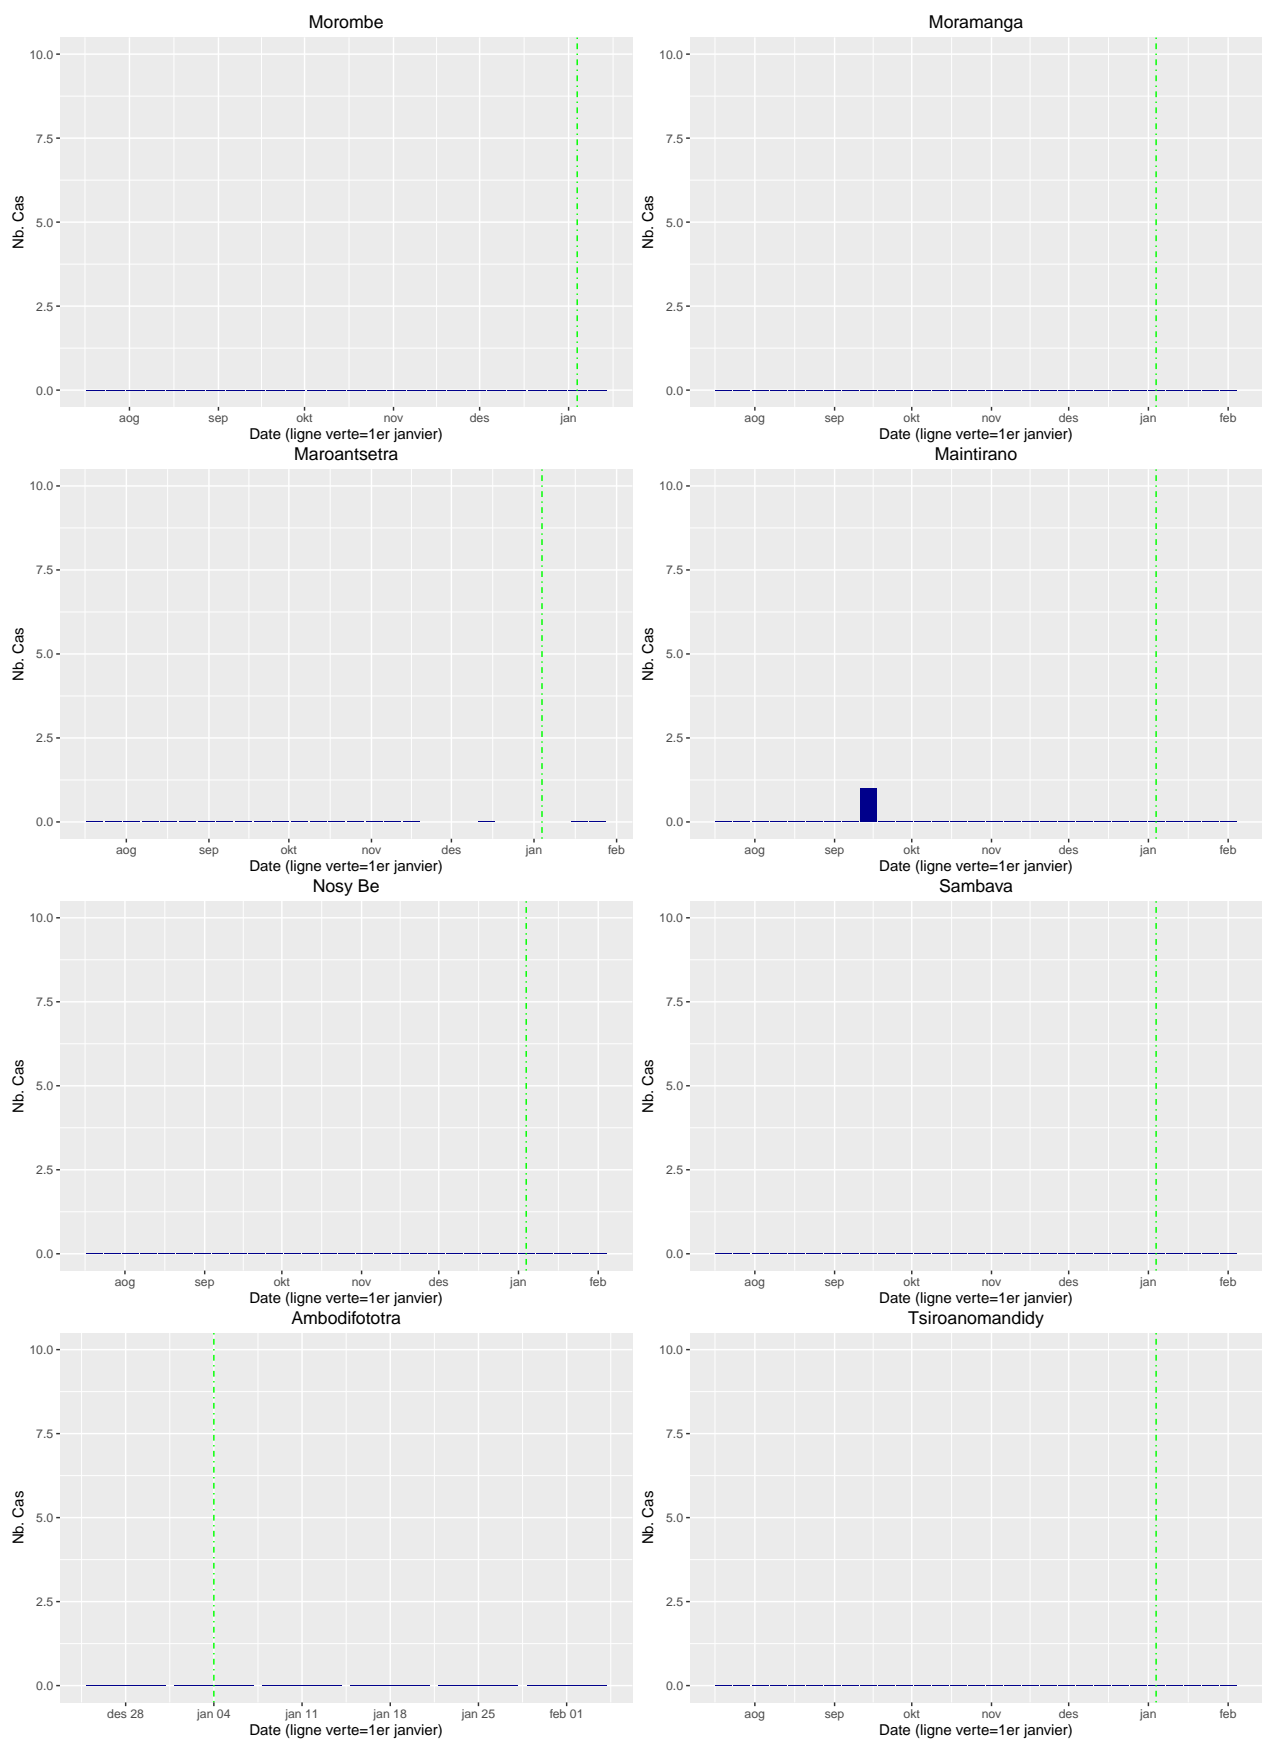 Morombe
Nb. Cas
10.0
7.5
5.0
2.5
0.0
aog sep okt nov des jan
Date (ligne verte=1er janvier)
Moramanga
Nb. Cas
10.0
7.5
5.0
2.5
0.0
aog sep okt nov des jan feb
Date (ligne verte=1er janvier)
Maroantsetra
Nb. Cas
10.0
7.5
5.0
2.5
0.0
aog sep okt nov des jan feb
Date (ligne verte=1er janvier)
Maintirano
Nb. Cas
10.0
7.5
5.0
2.5
0.0
aog sep okt nov des jan feb
Date (ligne verte=1er janvier)
Nosy Be
Nb. Cas
10.0
7.5
5.0
2.5
0.0
aog sep okt nov des jan feb
Date (ligne verte=1er janvier)
Sambava
Nb. Cas
10.0
7.5
5.0
2.5
0.0
aog sep okt nov des jan feb
Date (ligne verte=1er janvier)
Ambodifototra
Nb. Cas
10.0
7.5
5.0
2.5
0.0
des 28 jan 04 jan 11 jan 18 jan 25 feb 01
Date (ligne verte=1er janvier)
Tsiroanomandidy
Nb. Cas
10.0
7.5
5.0
2.5
0.0
aog sep okt nov des jan feb
Date (ligne verte=1er janvier)